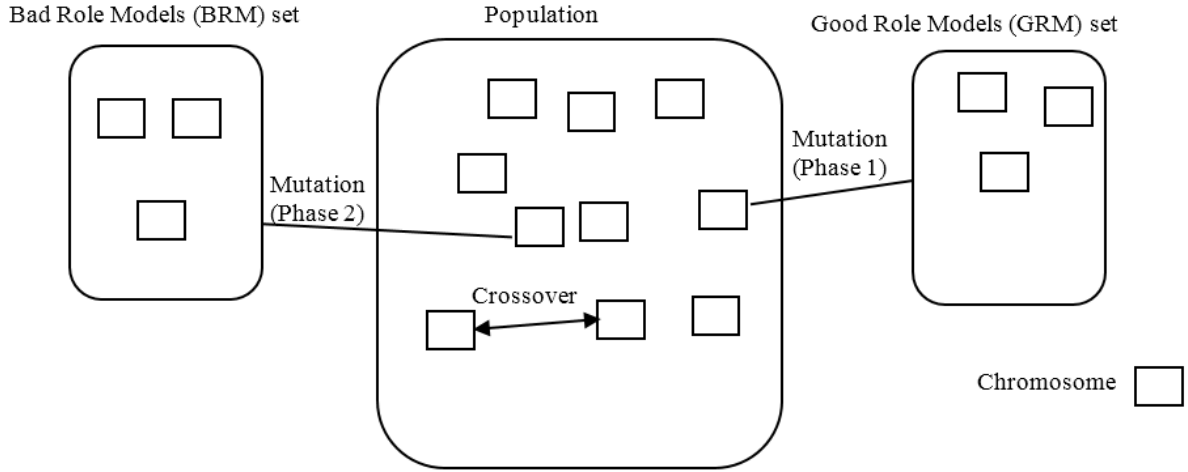 Bad Role Models (BRM) set
Population
Good Role Models (GRM) set
Mutation
(Phase 1)
Mutation
(Phase 2)
Crossover
Chromosome